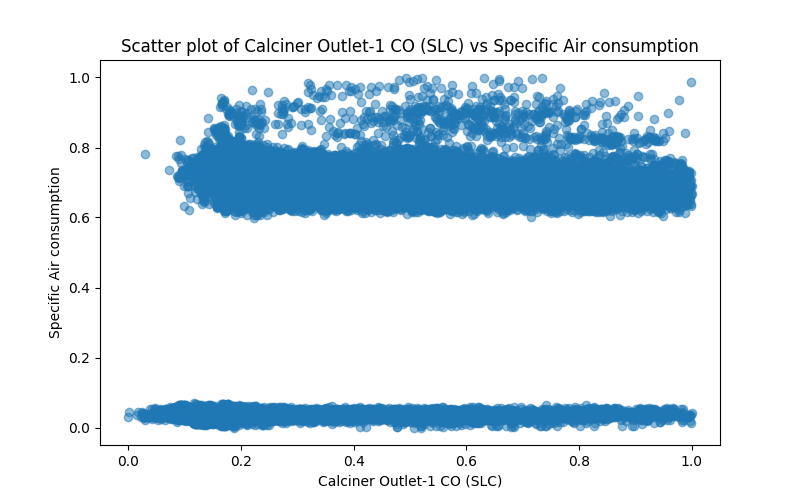 Scatter plot of Calciner Outlet-1 CO (SLC) vs Specific Air consumption
1.0
0.8
0.6
0.4
0.2
0.0
Specific Air consumption
0.0 0.2 0.4 0.6 0.8 1.0
Calciner Outlet-1 CO (SLC)